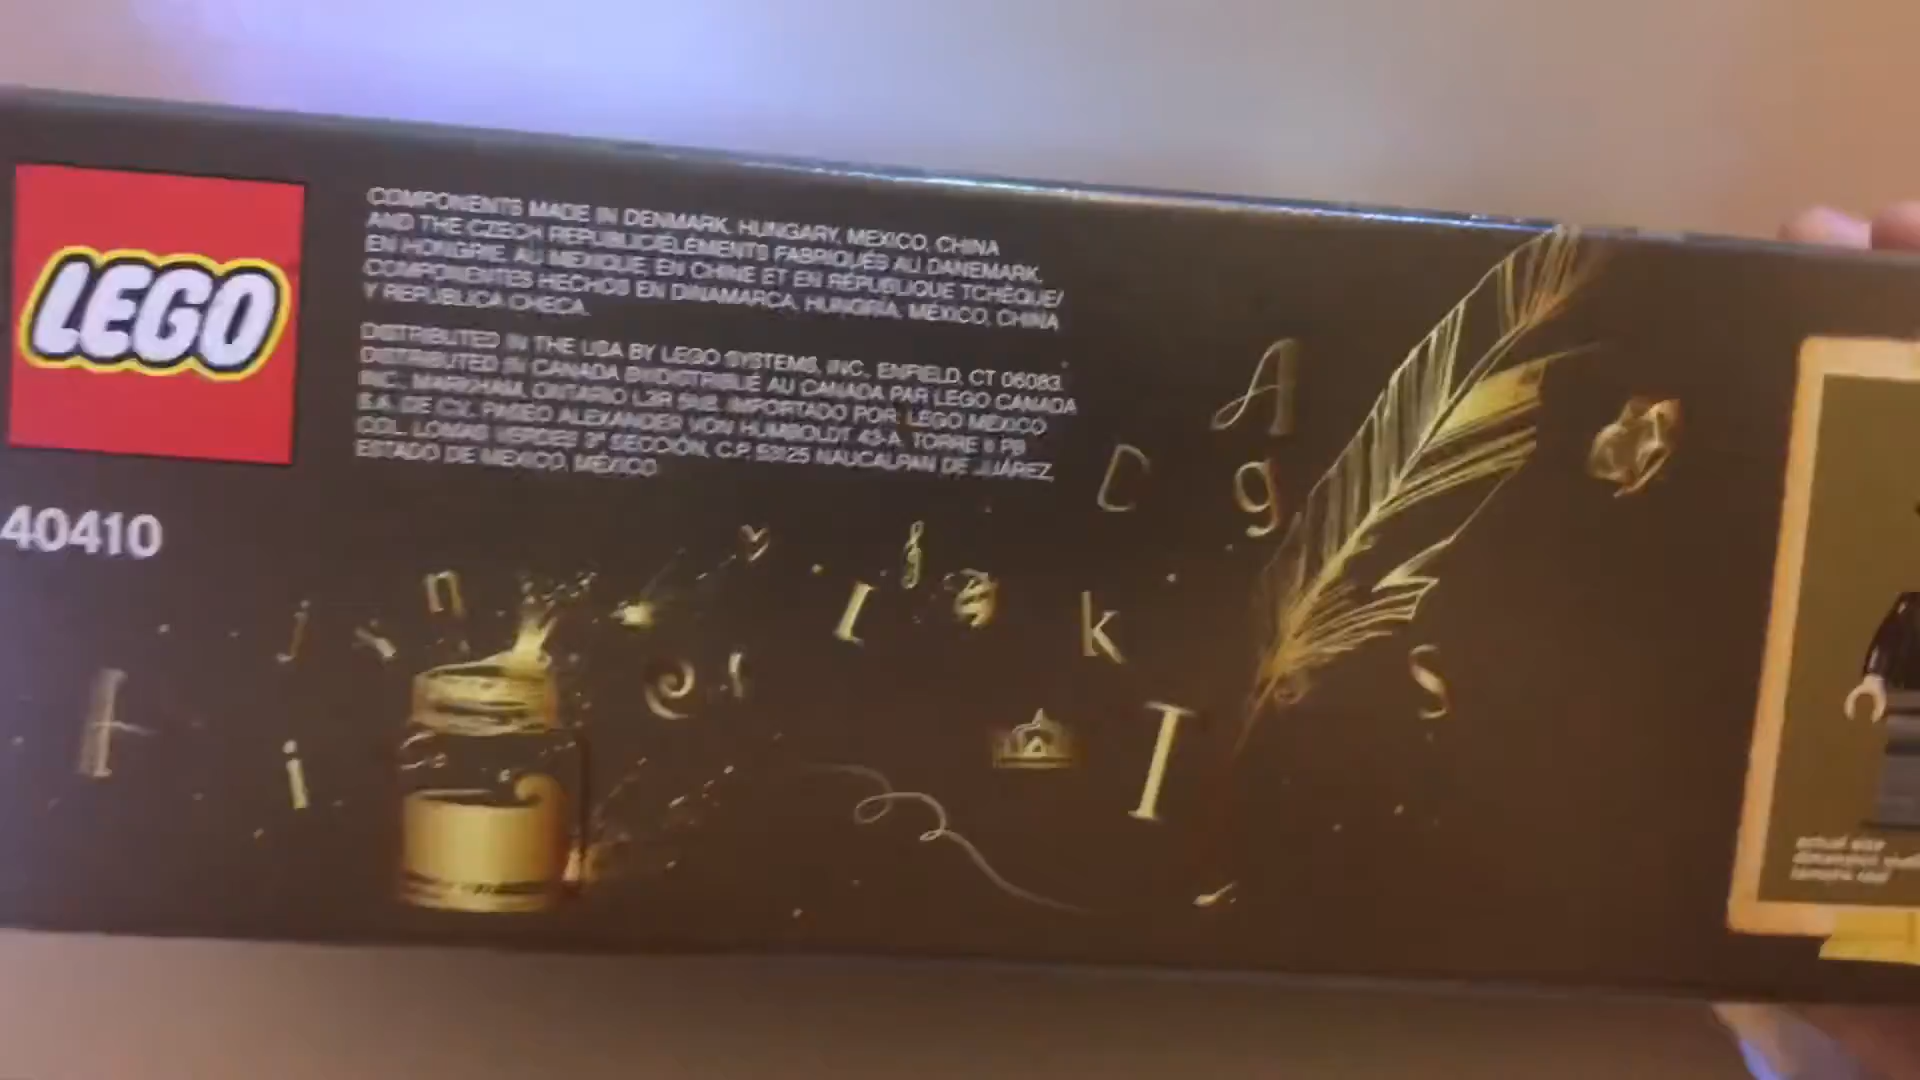 LEGO
COMPONENTS MADE IN DENMARK, HUNGARY, MEXICO, CHINA
AND THE CZECH REPUBLIC/ÉLÉMENTS FABRIQUÉS AU DANEMARK,
EN HONGRIE, AU MEXIQUE, EN CHINE ET EN RÉPUBLIQUE TCHÈQUE/
COMPONENTES HECHOS EN DINAMARCA, HUNGRÍA, MÉXICO, CHINA
Y REPÚBLICA CHECA.
DISTRIBUTED IN THE USA BY LEGO SYSTEMS, INC., ENFIELD, CT 06083.
DISTRIBUTED IN CANADA BY/DISTRIBUÉ AU CANADA PAR LEGO CANADA
INC., MARKHAM, ONTARIO L3R IMPORTADO POR: LEGO MÉXICO
S.A. DE C.V. PASEO ALEXANDER VON HUMBOLDT 43-A, TORRE II PB
COL. LOMAS VERDES 3ª SECCIÓN, C.P. 53125 NAUCALPAN DE JUÁREZ,
ESTADO DE MÉXICO, MÉXICO.
40410
A
g
n
I
k
e
s
T
i
actual size